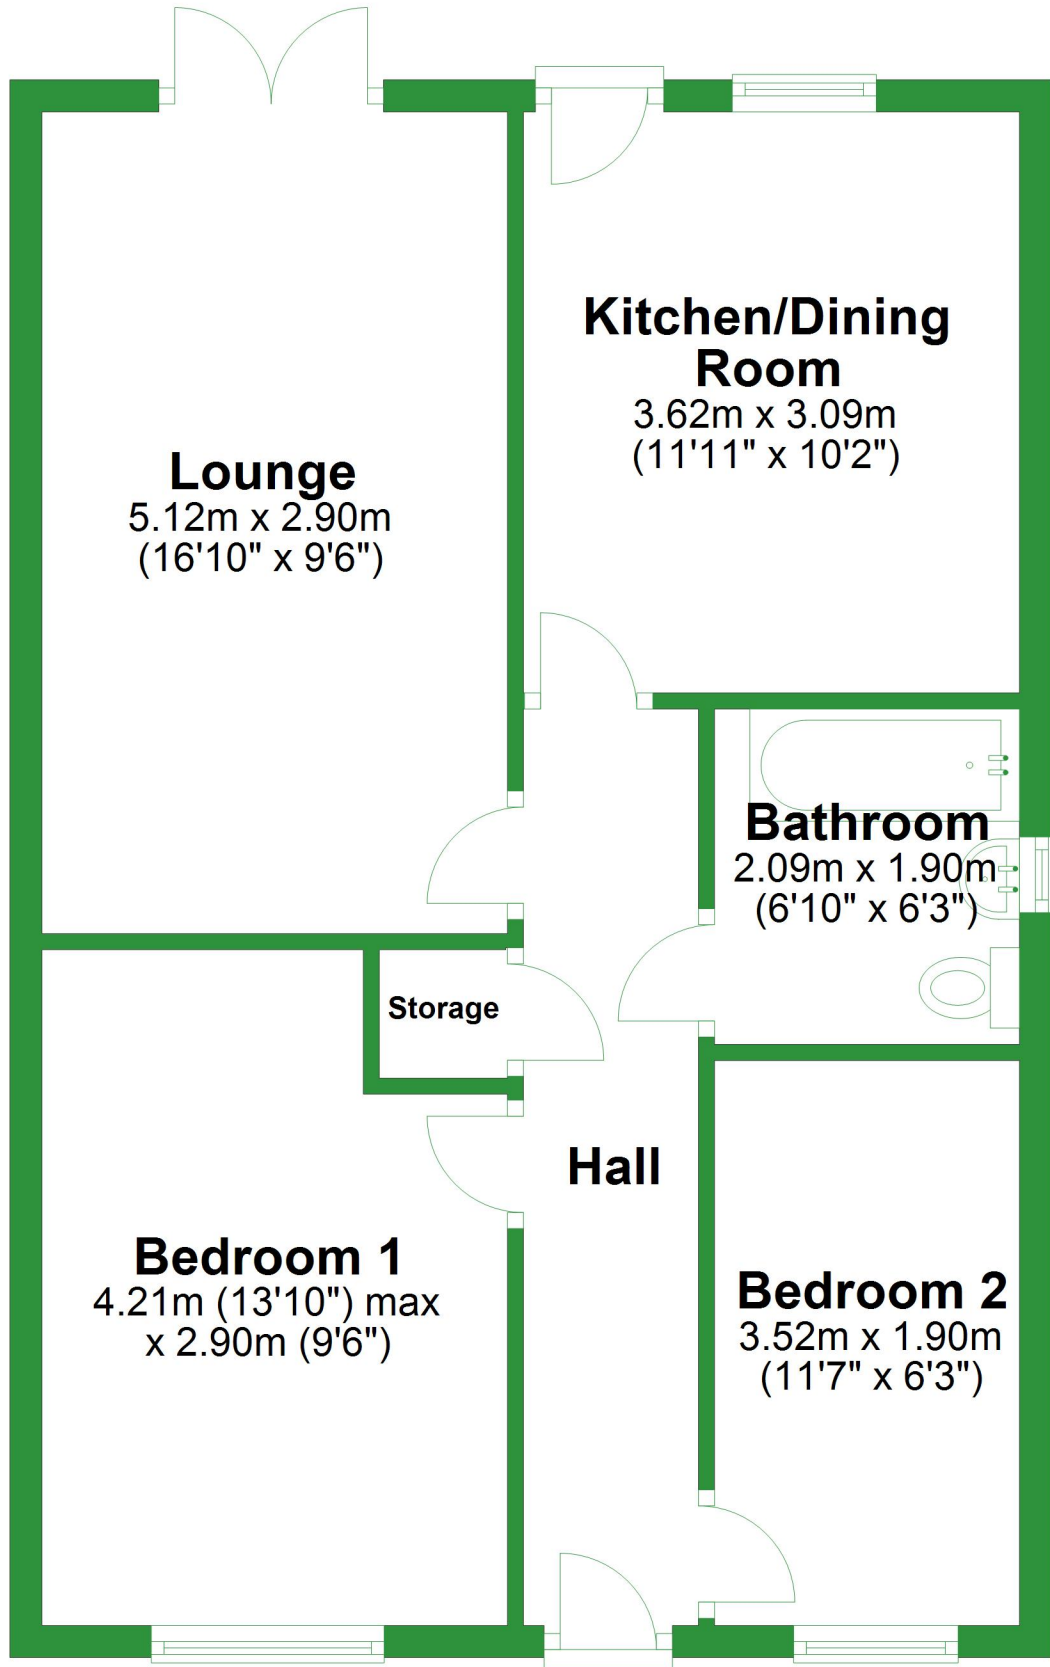 Kitchen/Dining
Room
3.62m x 3.09m
(11'11" x 10'2")
Lounge
5.12m x 2.90m
(16'10" x 9'6")
Bathroom
2.09m x 1.90m
(6'10" x 6'3")
Storage
Hall
Bedroom 1
4.21m (13'10") max
x 2.90m (9'6")
Bedroom 2
3.52m x 1.90m
(11'7" x 6'3")